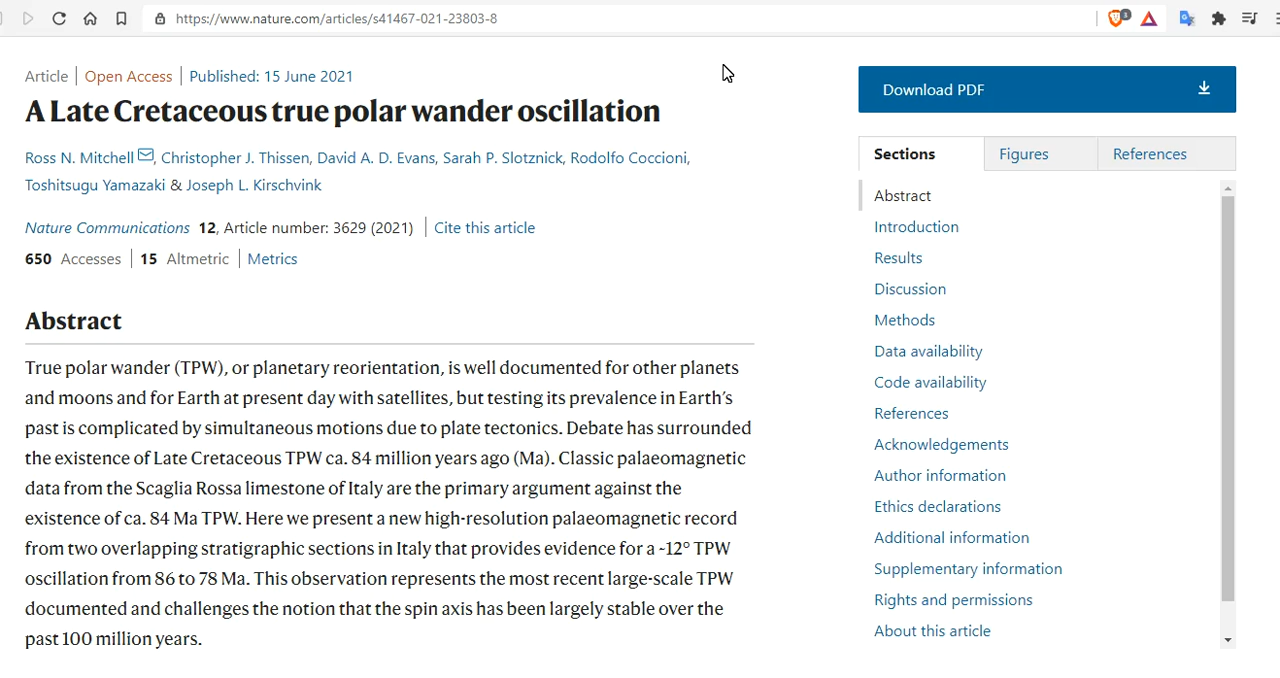 https://www.nature.com/articles/s41467-021-23803-8
Article | Open Access | Published: 15 June 2021
A Late Cretaceous true polar wander oscillation
Ross N. Mitchell, Christopher J. Thissen, David A. D. Evans, Sarah P. Slotznick, Rodolfo Coccioni,
Toshitsugu Yamazaki & Joseph L. Kirschvink
Nature Communications 12, Article number: 3629 (2021) | Cite this article
650 Accesses | 15 Altmetric | Metrics
Abstract
True polar wander (TPW), or planetary reorientation, is well documented for other planets
and moons and for Earth at present day with satellites, but testing its prevalence in Earth's
past is complicated by simultaneous motions due to plate tectonics. Debate has surrounded
the existence of Late Cretaceous TPW ca. 84 million years ago (Ma). Classic palaeomagnetic
data from the Scaglia Rossa limestone of Italy are the primary argument against the
existence of ca. 84 Ma TPW. Here we present a new high-resolution palaeomagnetic record
from two overlapping stratigraphic sections in Italy that provides evidence for a ~12° TPW
oscillation from 86 to 78 Ma. This observation represents the most recent large-scale TPW
documented and challenges the notion that the spin axis has been largely stable over the
past 100 million years.
Download PDF
Sections
Figures
References
Abstract
Introduction
Results
Discussion
Methods
Data availability
Code availability
References
Acknowledgements
Author information
Ethics declarations
Additional information
Supplementary information
Rights and permissions
About this article